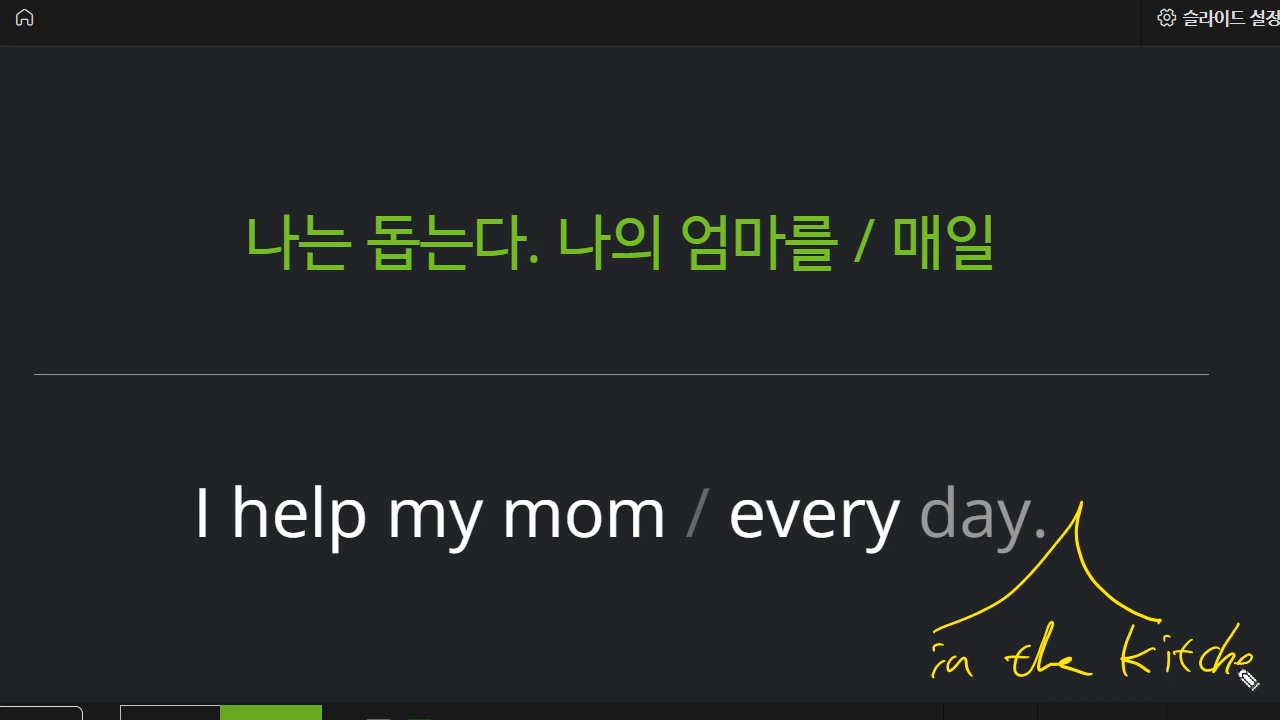 슬라이드 설정
나는 돕는다. 나의 엄마를 / 매일
I help my mom / every day.
in the kitche